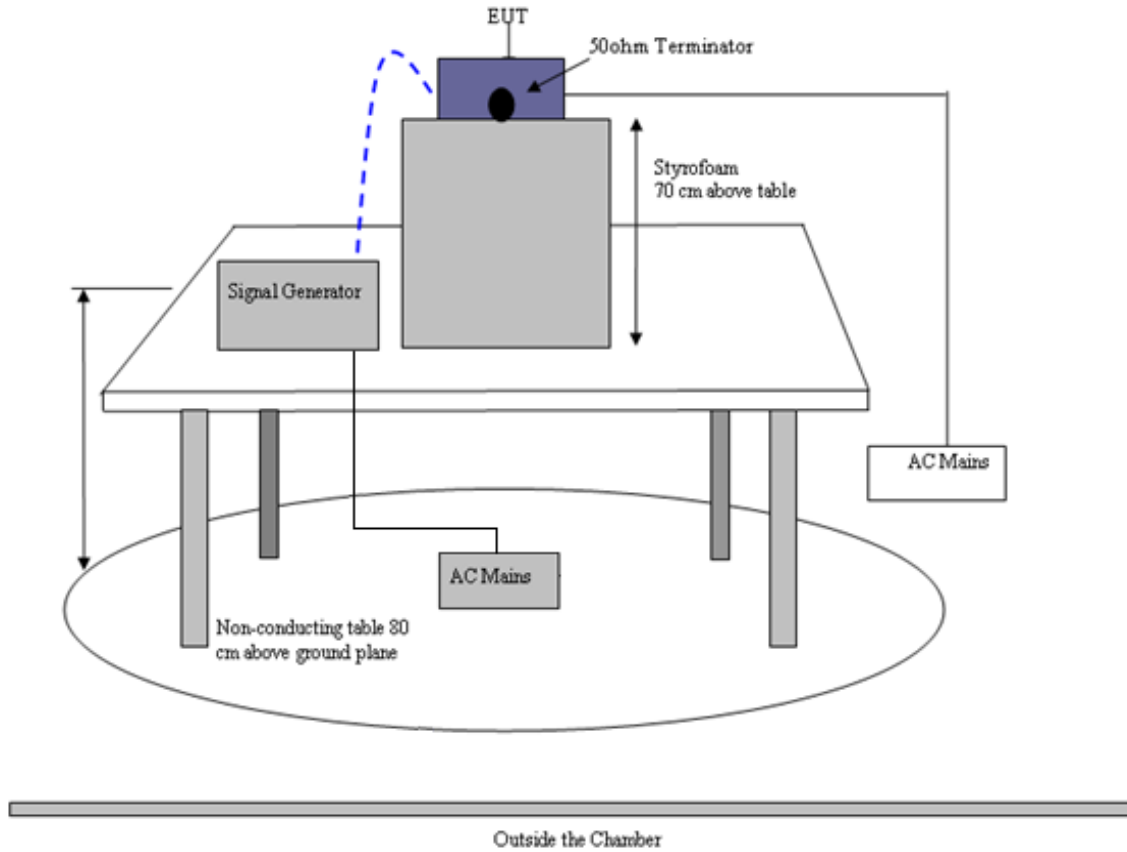 EUT
50ohm Terminator
Styrofoam
70 cm above table
Signal Generator
AC Mains
AC Mains
Non-conducting table 80
cm above ground plane
Outside the Chamber